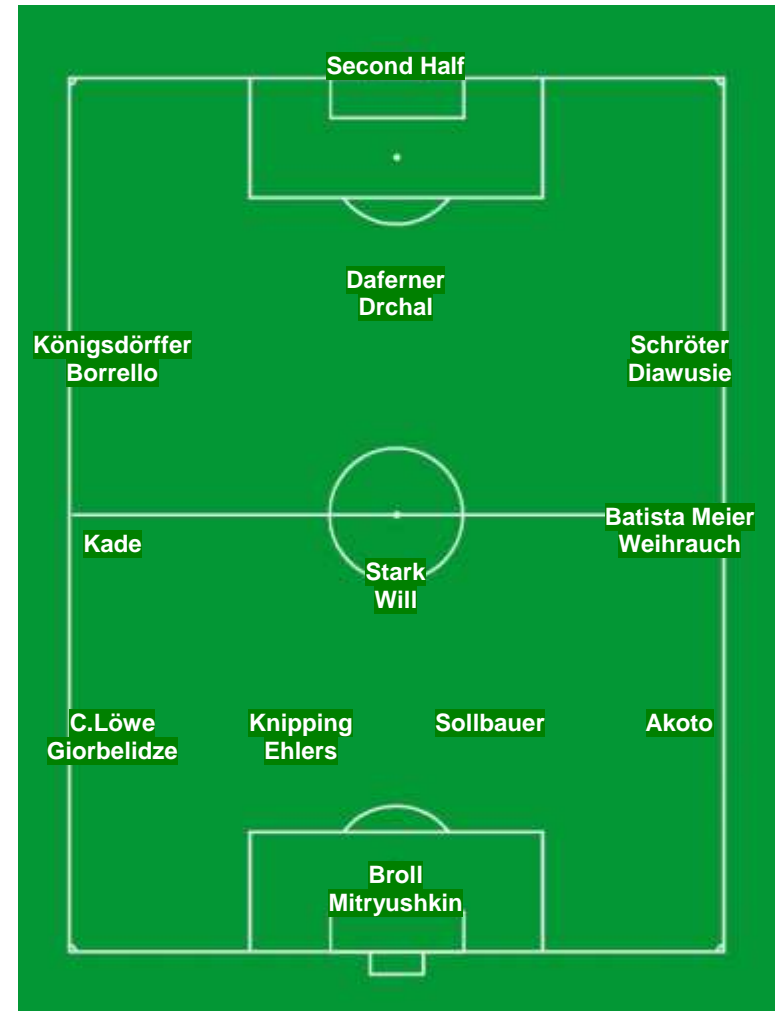 Second Half
Daferner
Drchal
Königsdörffer
Borrello
Schröter
Diawusie
Kade
Batista Meier
Weihrauch
Stark
Will
C.Löwe
Giorbelidze
Knipping
Ehlers
Sollbauer
Akoto
Broll
Mitryushkin